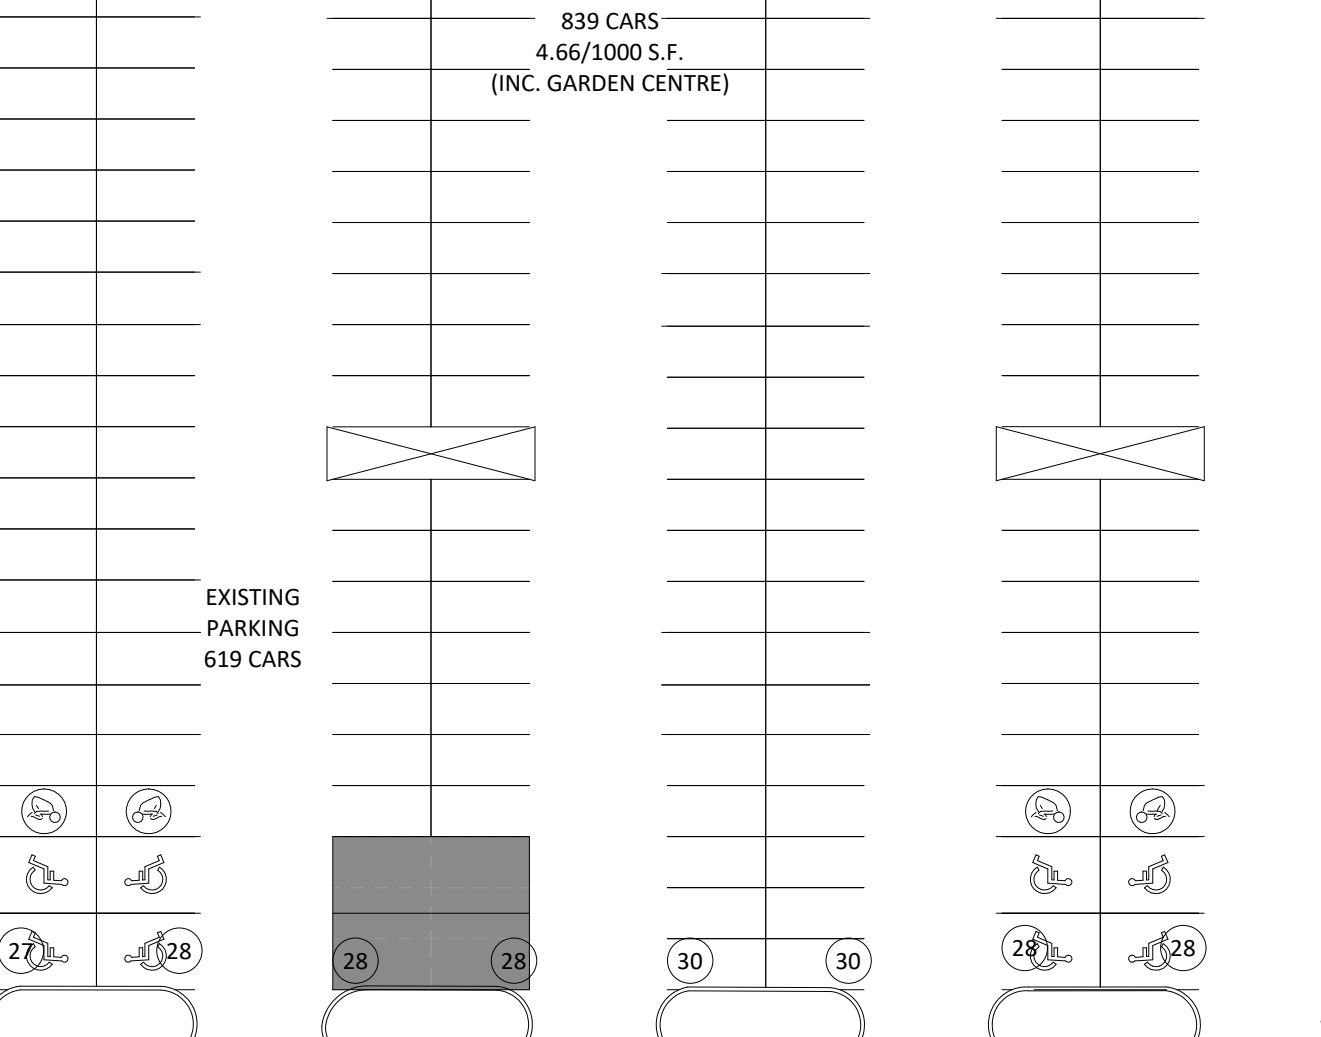 839 CARS
4.66/1000 S.F.
(INC. GARDEN CENTRE)
EXISTING
PARKING
619 CARS
27
28
28
28
30
30
28
28